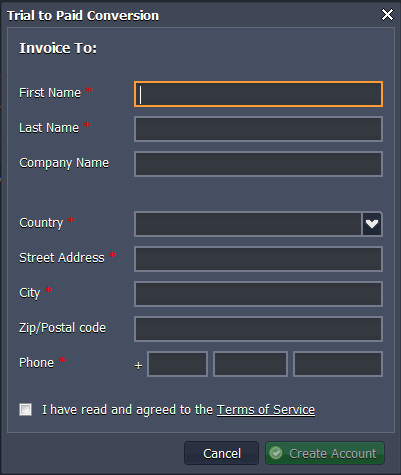 Trial to Paid Conversion
Invoice To:
First Name *
Last Name *
Company Name
Country *
Street Address *
City *
Zip/Postal code
Phone * +
I have read and agreed to the Terms of Service
Cancel Create Account